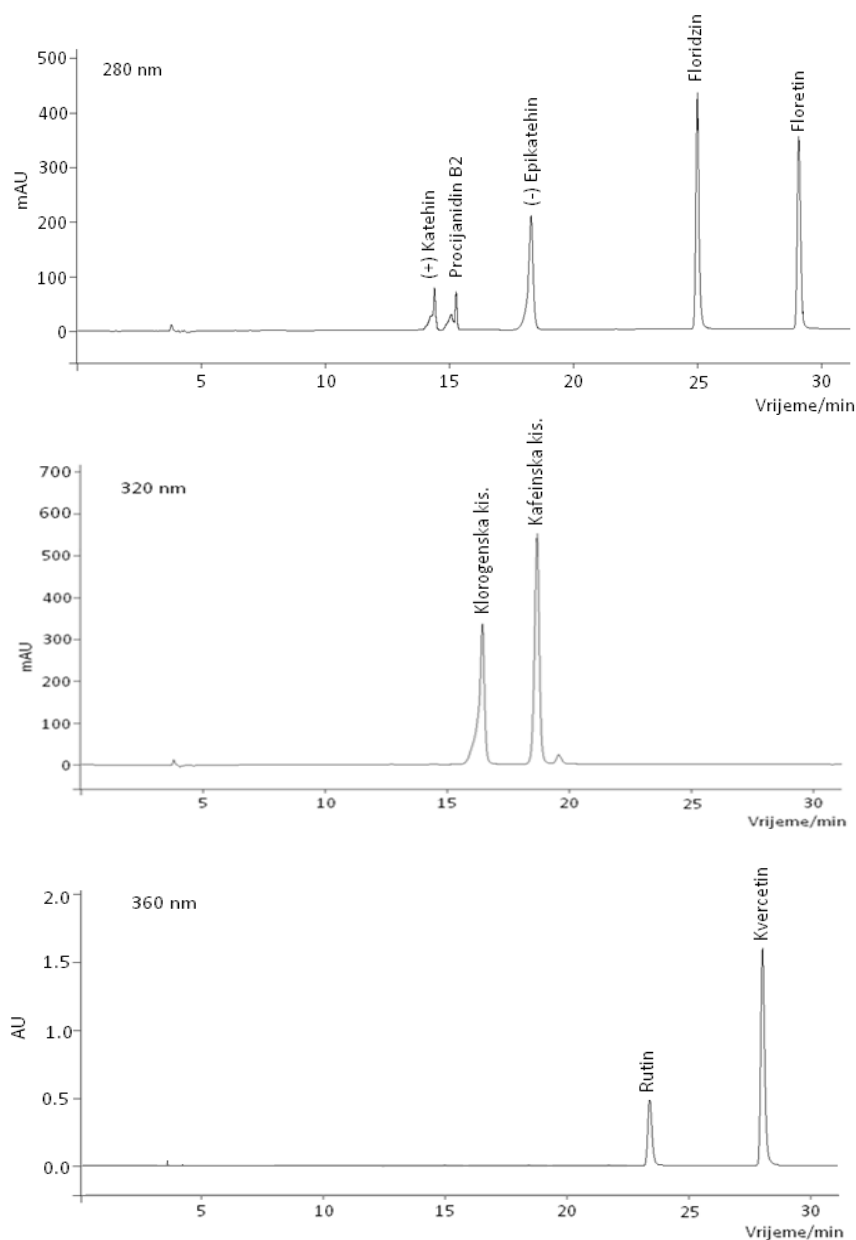 280 nm
mAU
500
400
300
200
100
0
(+) Katehin
Procijanidin B2
(-) Epikatehin
Floridzin
Floretin
5
10
15
20
25
30
Vrijeme/min
320 nm
mAU
700
600
500
400
300
200
100
0
Klorogenska kis.
Kafeinska kis.
5
10
15
20
25
30
Vrijeme/min
360 nm
AU
2.0
1.5
1.0
0.5
0.0
Rutin
Kvercetin
5
10
15
20
25
30
Vrijeme/min